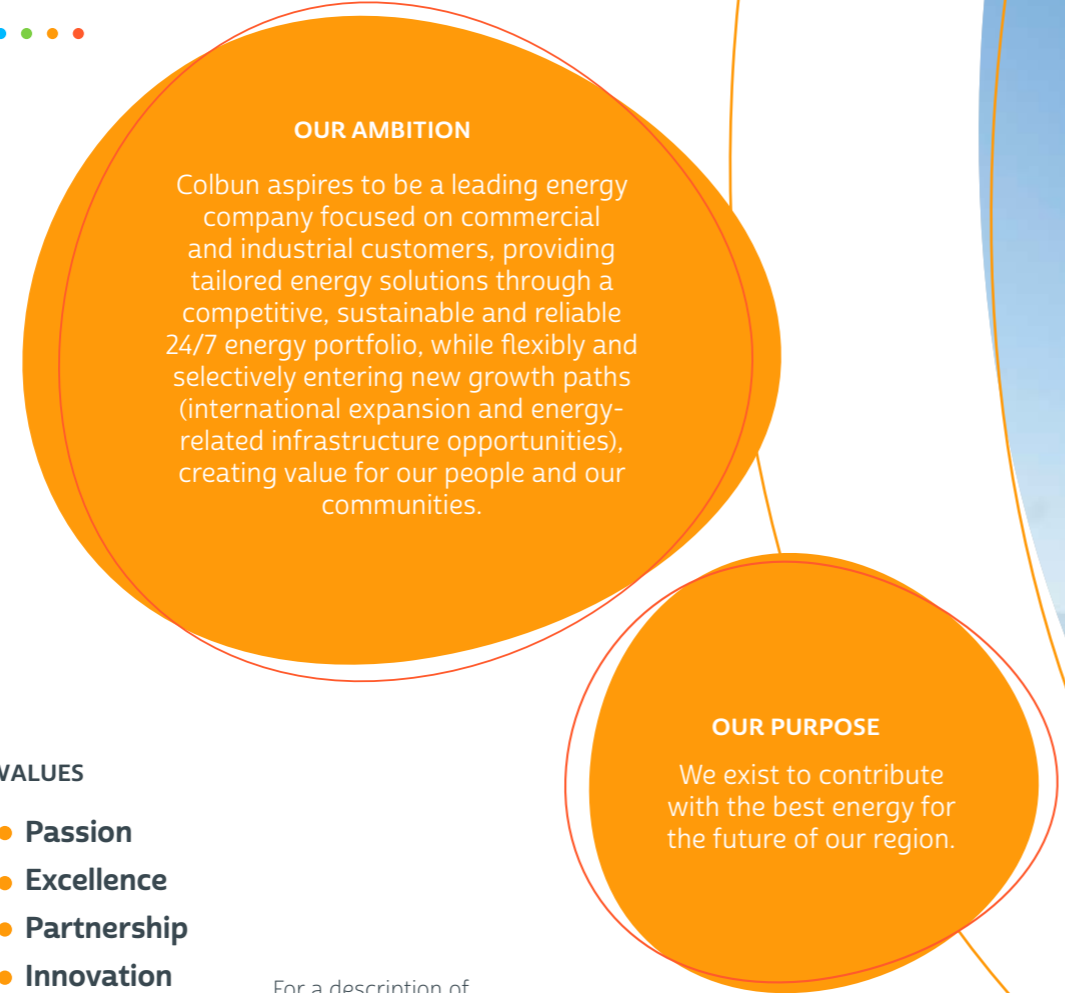 OUR AMBITION
Colbun aspires to be a leading energy
company focused on commercial
and industrial customers, providing
tailored energy solutions through a
competitive, sustainable and reliable
24/7 energy portfolio, while flexibly and
selectively entering new growth paths
(international expansion and energy-
related infrastructure opportunities),
creating value for our people and our
communities.
OUR PURPOSE
We exist to contribute
with the best energy for
the future of our region.
VALUES
Passion
Excellence
Partnership
Innovation
For a description of